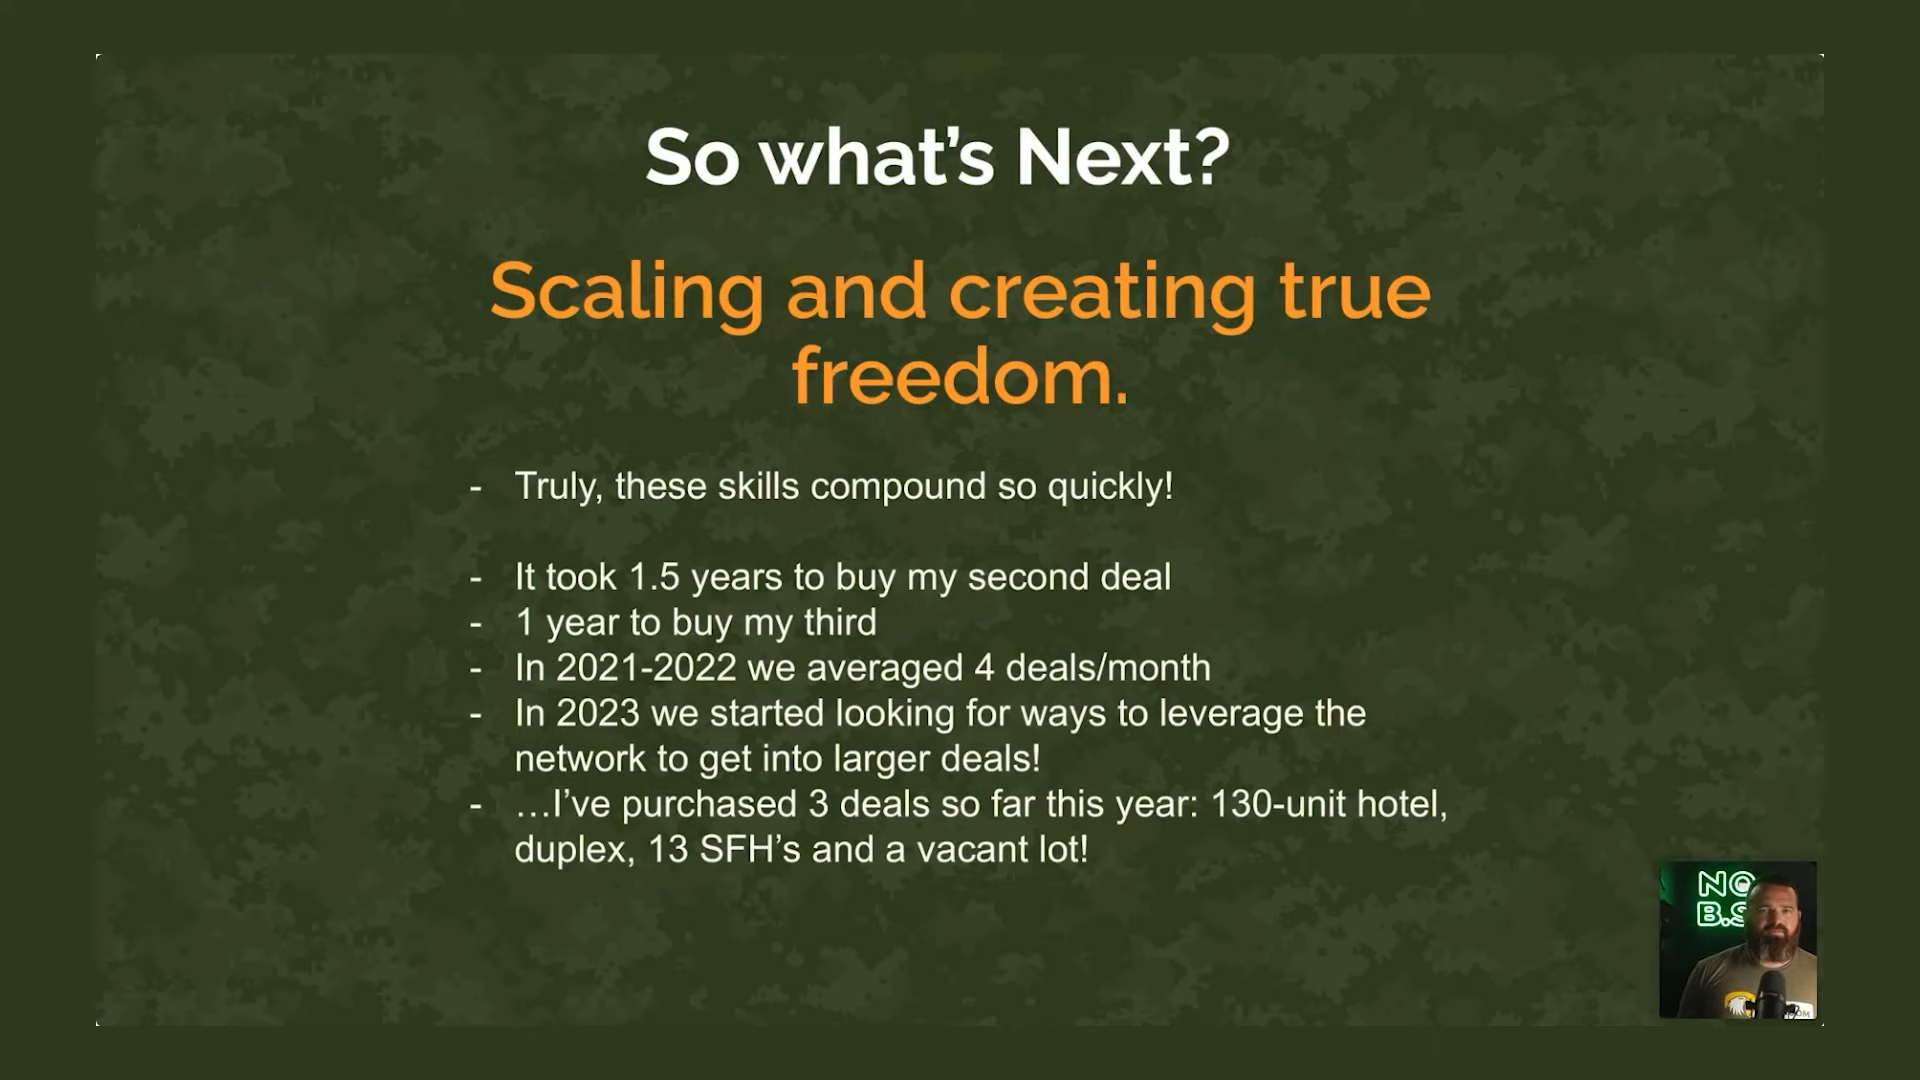 So what’s Next?
Scaling and creating true
freedom.
- Truly, these skills compound so quickly!
- It took 1.5 years to buy my second deal
- 1 year to buy my third
- In 2021-2022 we averaged 4 deals/month
- In 2023 we started looking for ways to leverage the
network to get into larger deals!
- …I’ve purchased 3 deals so far this year: 130-unit hotel,
duplex, 13 SFH’s and a vacant lot!
NO
B.S